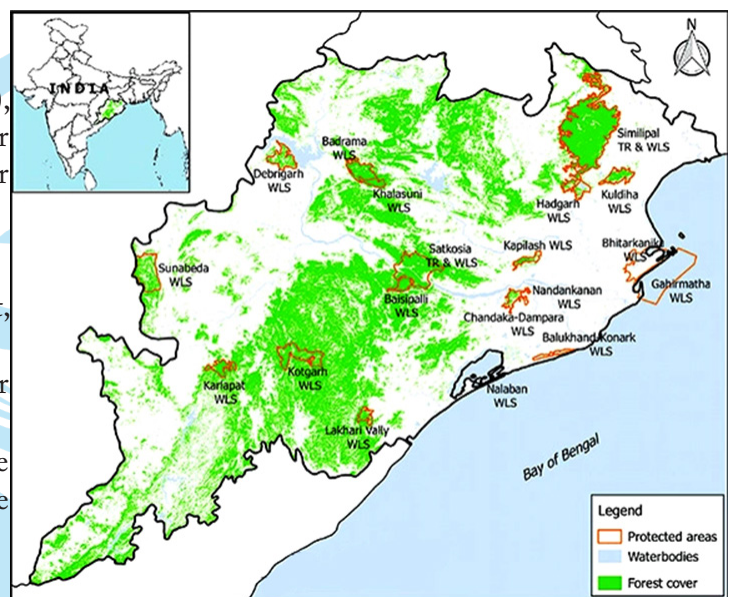 INDIA
N
),
r
r
Badrama
WLS
Debrigarh
WLS
Khalasuni
WLS
Similipal
TR & WLS
Hadgarh
WLS
Kuldiha
WLS
Sunabeda
WLS
Satkosia
TR & WLS
Kapilash WLS
Bhitarkanika
WLS
Gahirmatha
WLS
Baisipalli
WLS
Nandankanan
WLS
Chandaka-Dampara
WLS
Balukhand Konark
WLS
t,
r
Karlapat
WLS
Kotgarh
WLS
Nalaban
WLS
Lakhari Vally
WLS
Bay of Bengal
e
e
Legend
Protected areas
Waterbodies
Forest cover